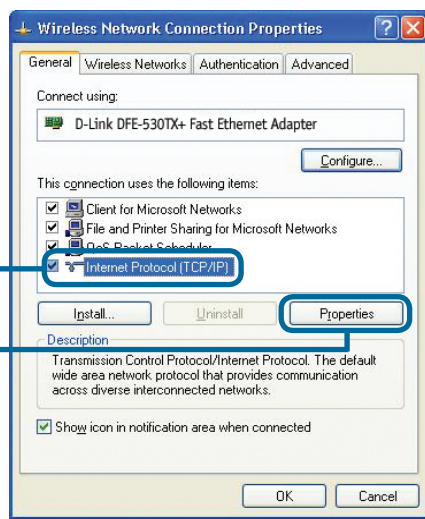 Wireless Network Connection Properties
General Wireless Networks Authentication Advanced
Connect using:
D-Link DFE-530TX+ Fast Ethernet Adapter
Configure...
This connection uses the following items:
Client for Microsoft Networks
File and Printer Sharing for Microsoft Networks
QoS Packet Scheduler
Internet Protocol (TCP/IP)
Install... Uninstall Properties
Description
Transmission Control Protocol/Internet Protocol. The default
wide area network protocol that provides communication
across diverse interconnected networks.
Show icon in notification area when connected
OK Cancel